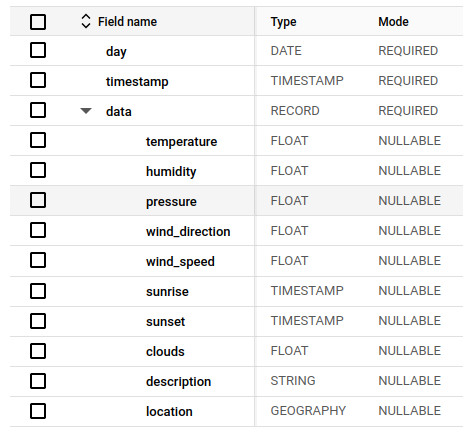 Field name Type Mode
day DATE REQUIRED
timestamp TIMESTAMP REQUIRED
data RECORD REQUIRED
temperature FLOAT NULLABLE
humidity FLOAT NULLABLE
pressure FLOAT NULLABLE
wind_direction FLOAT NULLABLE
wind_speed FLOAT NULLABLE
sunrise TIMESTAMP NULLABLE
sunset TIMESTAMP NULLABLE
clouds FLOAT NULLABLE
description STRING NULLABLE
location GEOGRAPHY NULLABLE